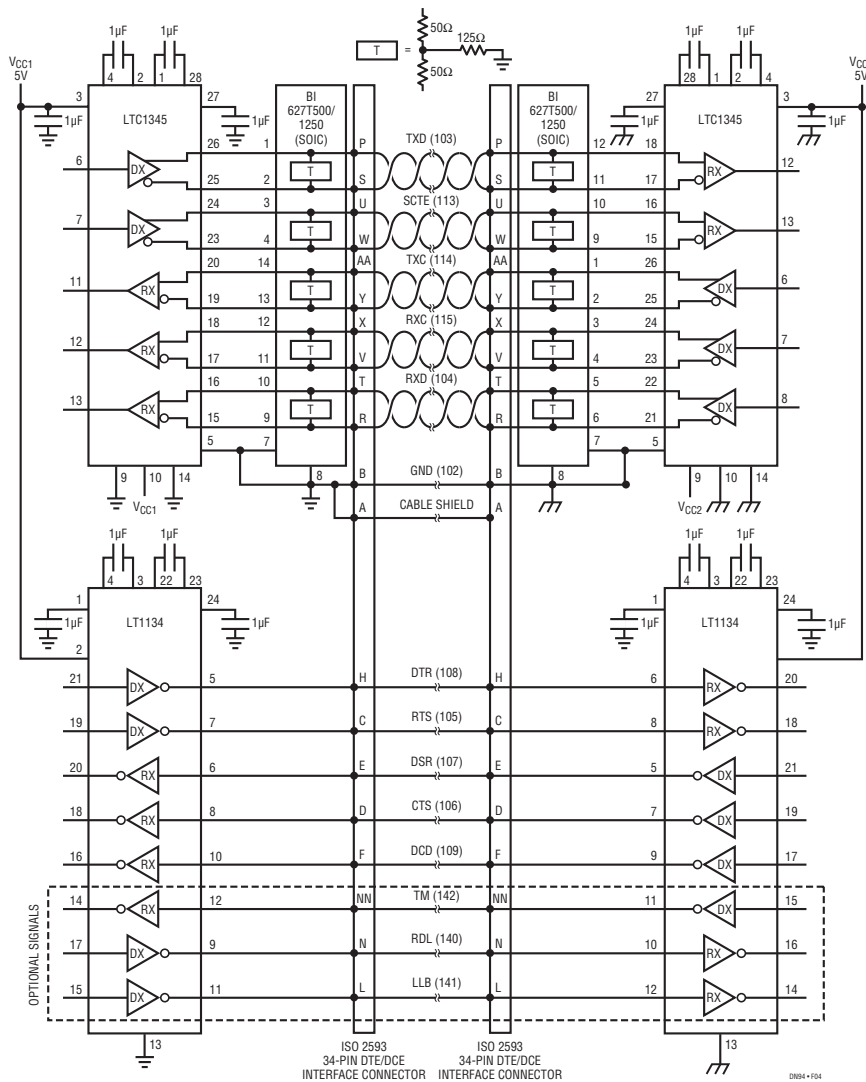 1µF 1µF
VCC1
5V
4 2 1 28
3 27
1µF 1µF
LTC1345
BI
627T500/
1250
(SOIC)
50Ω
T = 125Ω
50Ω
BI
627T500/
1250
(SOIC)
1µF 1µF
VCC2
5V
28 1 2 4
27 3
1µF 1µF
LTC1345
6 DX 26 1 T P TXD (103) P T 12 18 RX 12
25 2 S S 11 17
7 DX 24 3 T U SCTE (113) U T 10 16 RX 13
23 4 W W 9 15
11 RX 20 14 T AA TXC (114) AA T 1 26 DX 6
19 13 Y Y 2 25
12 RX 18 12 T X RXC (115) X T 3 24 DX 7
17 11 V V 4 23
13 RX 16 10 T T RXD (104) T T 5 22 DX 8
15 9 R R 6 21
5 7 7 5
9 10 14 8 B GND (102) B 8 9 10 14
VCC1 VCC2
A CABLE SHIELD A
1µF 1µF 1µF 1µF
4 3 22 23 4 3 22 23
1 24 1 24
1µF LT1134 1µF 1µF LT1134 1µF
2
21 DX 5 H DTR (108) H 6 RX 20
19 DX 7 C RTS (105) C 8 RX 18
20 RX 6 E DSR (107) E 5 DX 21
18 RX 8 D CTS (106) D 7 DX 19
16 RX 10 F DCD (109) F 9 DX 17
OPTIONAL SIGNALS
14 RX 12 NN TM (142) NN 11 DX 15
17 DX 9 N RDL (140) N 10 RX 16
15 DX 11 L LLB (141) L 12 RX 14
13 13
ISO 2593
34-PIN DTE/DCE
INTERFACE CONNECTOR
ISO 2593
34-PIN DTE/DCE
INTERFACE CONNECTOR
DN94 • F04